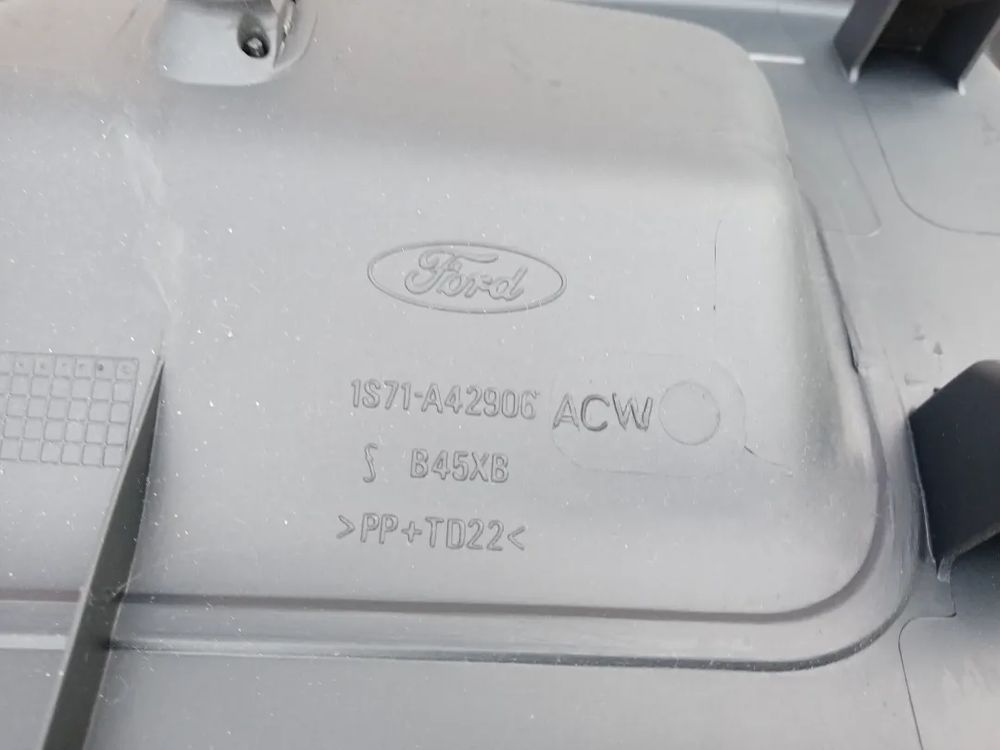 Ford
1S71-A42906 ACW
B45XB
>PP+TD22<